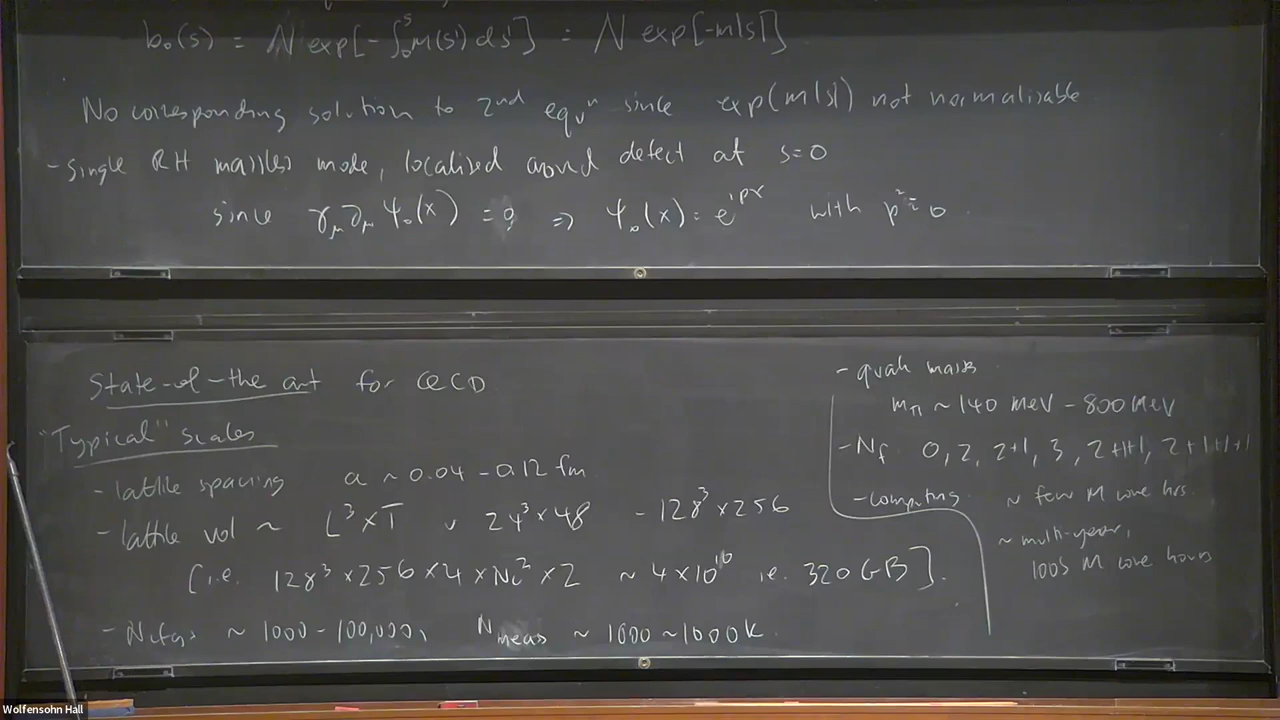 b₀(s) = N exp[-∫₀ˢ m(s') ds'] = N exp[-m|s|]
No corresponding solution to 2nd eqⁿ since exp(m|s|) not normalisable
- Single RH massless mode, localised around defect at s=0
since γ_μ ∂_μ ψ₀(x) = 0 ⇒ ψ₀(x) = e^{ipx} with p² = 0
State-of-the art for QCD
"Typical" scales
- lattice spacing a ~ 0.04 - 0.12 fm
- lattice vol ~ L³×T ~ 24³×48 - 128³×256
[i.e. 128³×256×4×Nc²×2 ~ 4×10¹⁰ i.e. 320 GB].
- Ncfgs ~ 1000 - 100,000, N_meas ~ 1000 ~ 1000k
- quark masses
m_π ~ 140 MeV - 800 MeV
- N_f 0, 2, 2+1, 3, 2+1+1, 2+1+1+1
- computing ~ few M core hrs
~ multi-year,
100s M core hours
Wolfensohn Hall